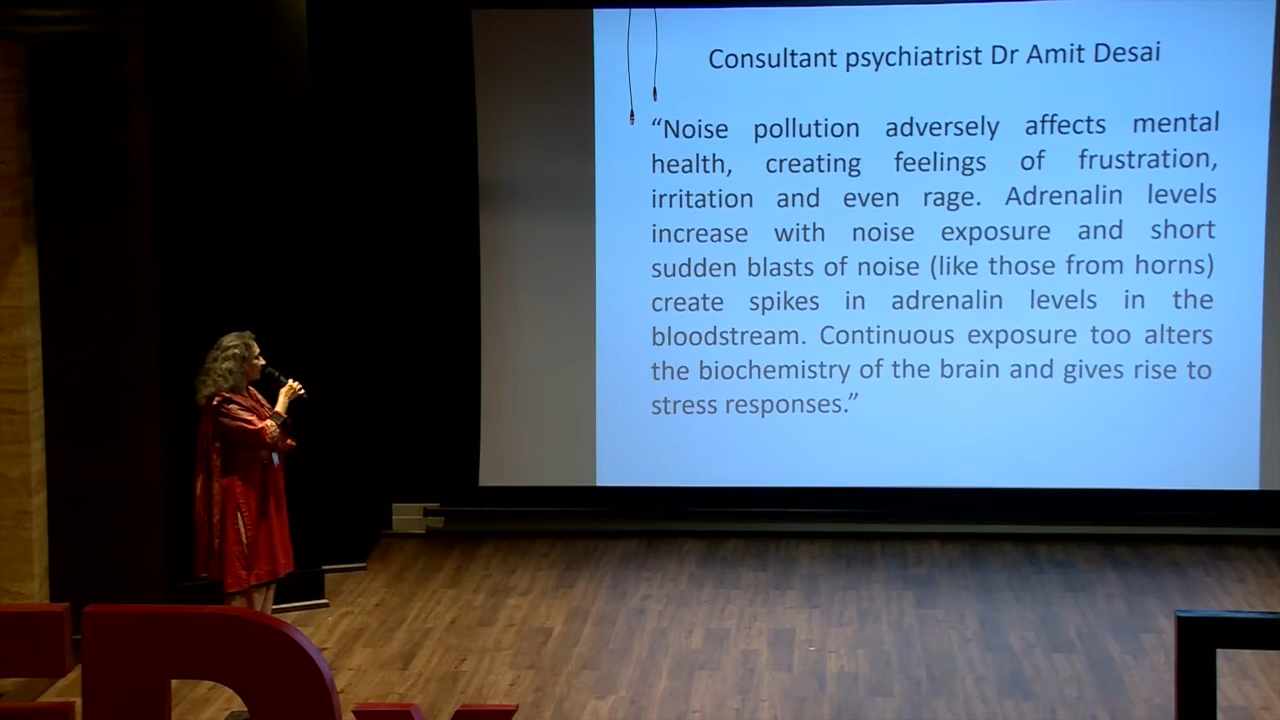 Consultant psychiatrist Dr Amit Desai
“Noise pollution adversely affects mental
health, creating feelings of frustration,
irritation and even rage. Adrenalin levels
increase with noise exposure and short
sudden blasts of noise (like those from horns)
create spikes in adrenalin levels in the
bloodstream. Continuous exposure too alters
the biochemistry of the brain and gives rise to
stress responses.”
EDx